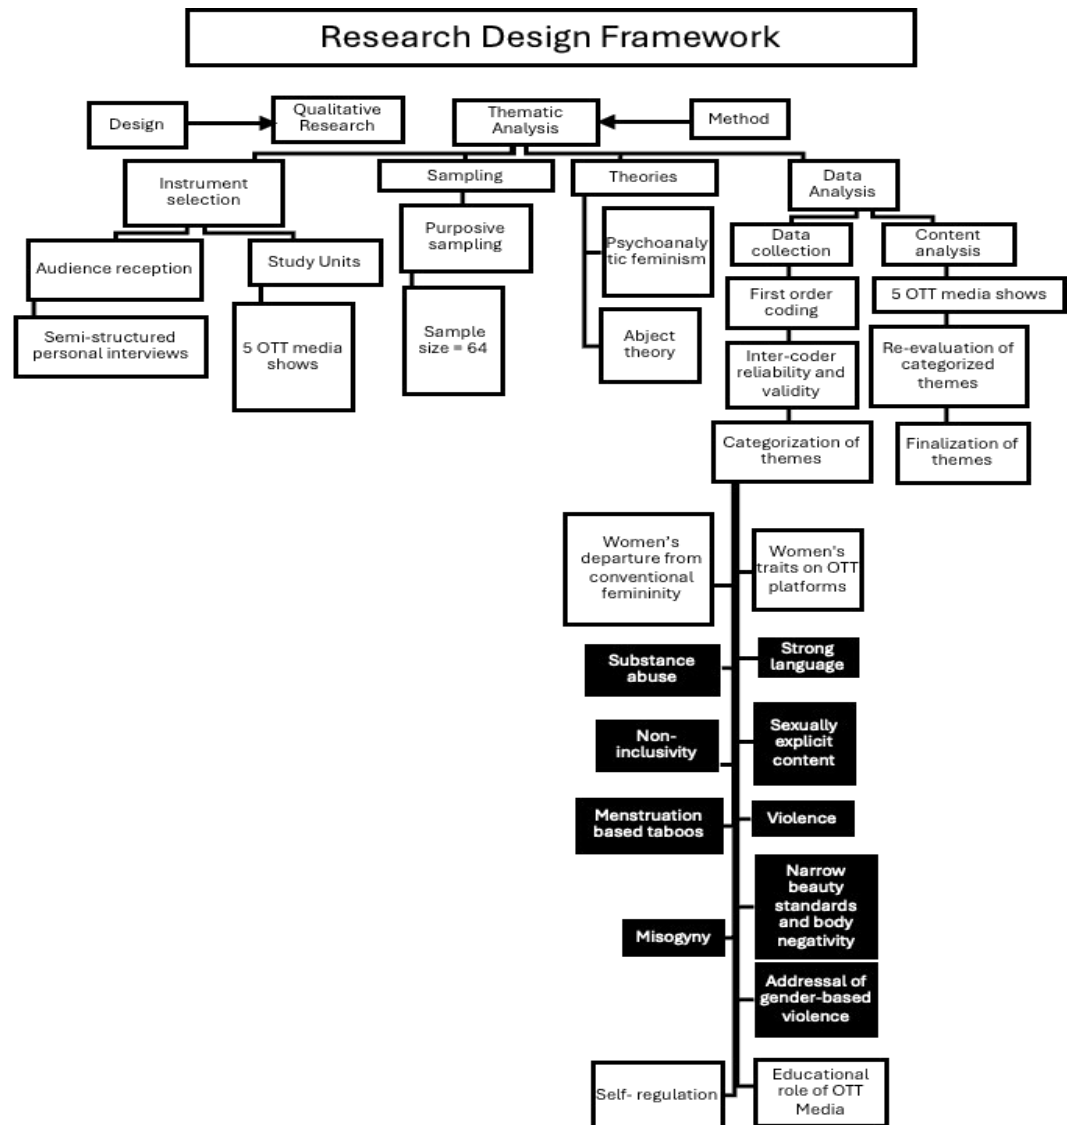 Research Design Framework
Design
Qualitative
Research
Thematic
Analysis
Method
Instrument
selection
Sampling
Theories
Data
Analysis
Audience reception
Study Units
Purposive
sampling
Psychoanaly
tic feminism
Data
collection
Content
analysis
Semi-structured
personal interviews
5 OTT media
shows
Sample
size = 64
Abject
theory
First order
coding
5 OTT media shows
Inter-coder
reliability and
validity
Re-evaluation of
categorized
themes
Categorization of
themes
Finalization of
themes
Women's
departure from
conventional
femininity
Women's
traits on OTT
platforms
Substance
abuse
Strong
language
Non-
inclusivity
Sexually
explicit
content
Menstruation
based taboos
Violence
Misogyny
Narrow
beauty
standards
and body
negativity
Addressal of
gender-based
violence
Self- regulation
Educational
role of OTT
Media